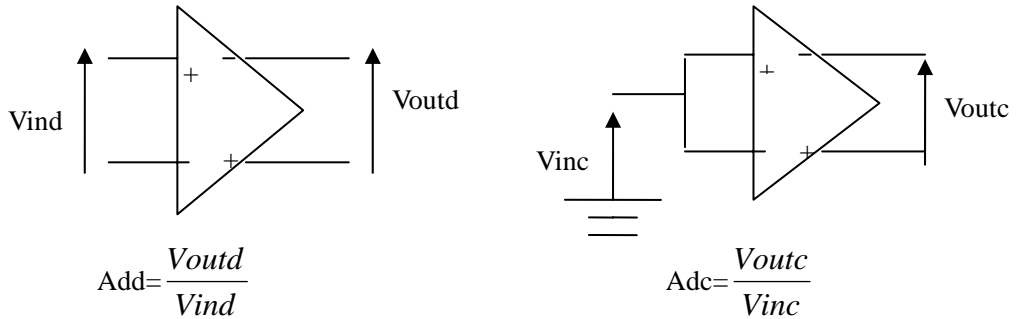 + −
Vind
Voutd
+
Add=Voutd/Vind
+ −
Vinc
Voutc
+
Adc=Voutc/Vinc